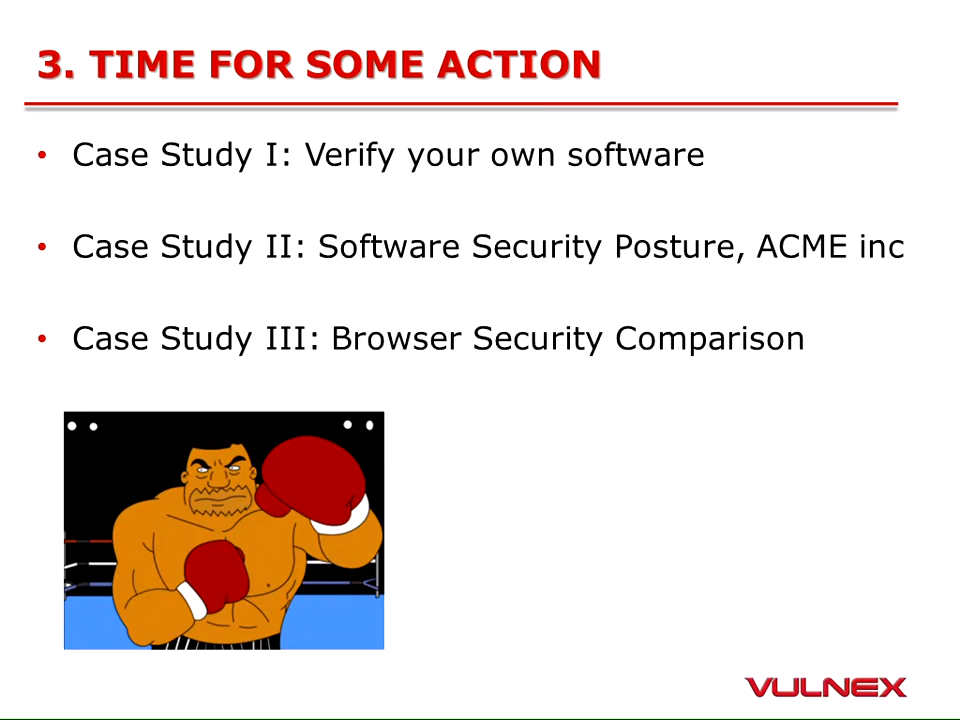 3. TIME FOR SOME ACTION
• Case Study I: Verify your own software
• Case Study II: Software Security Posture, ACME inc
• Case Study III: Browser Security Comparison
VULNEX